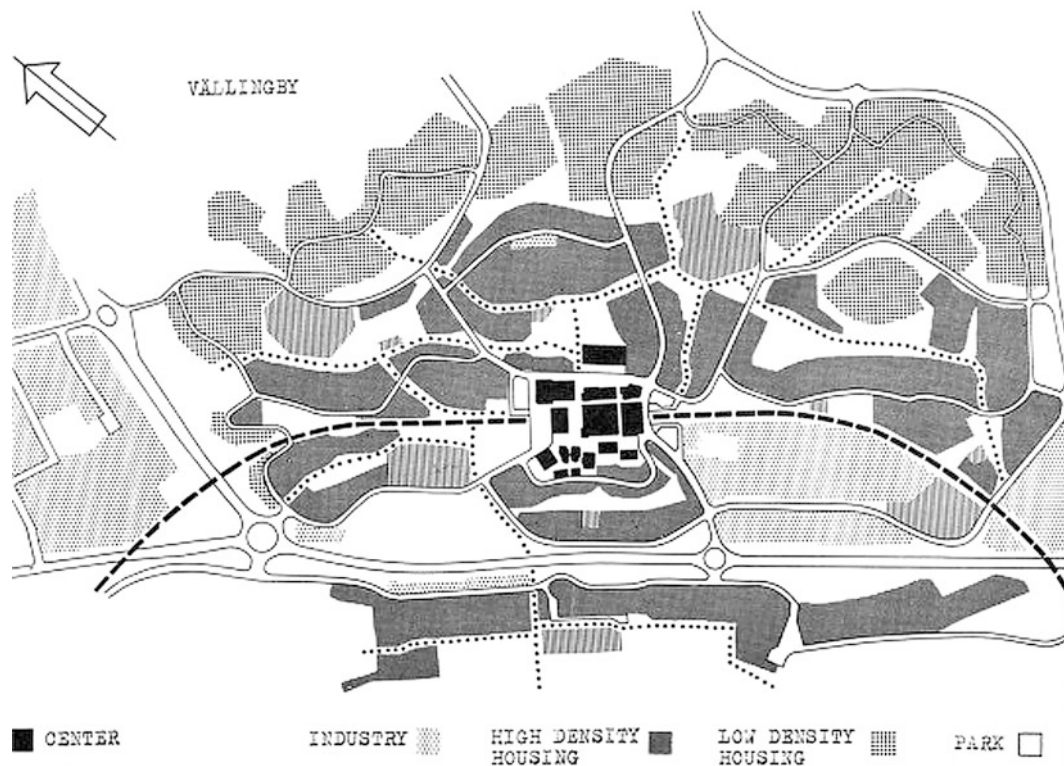 VÄLLINGBY
CENTER
INDUSTRY
HIGH DENSITY
HOUSING
LOW DENSITY
HOUSING
PARK